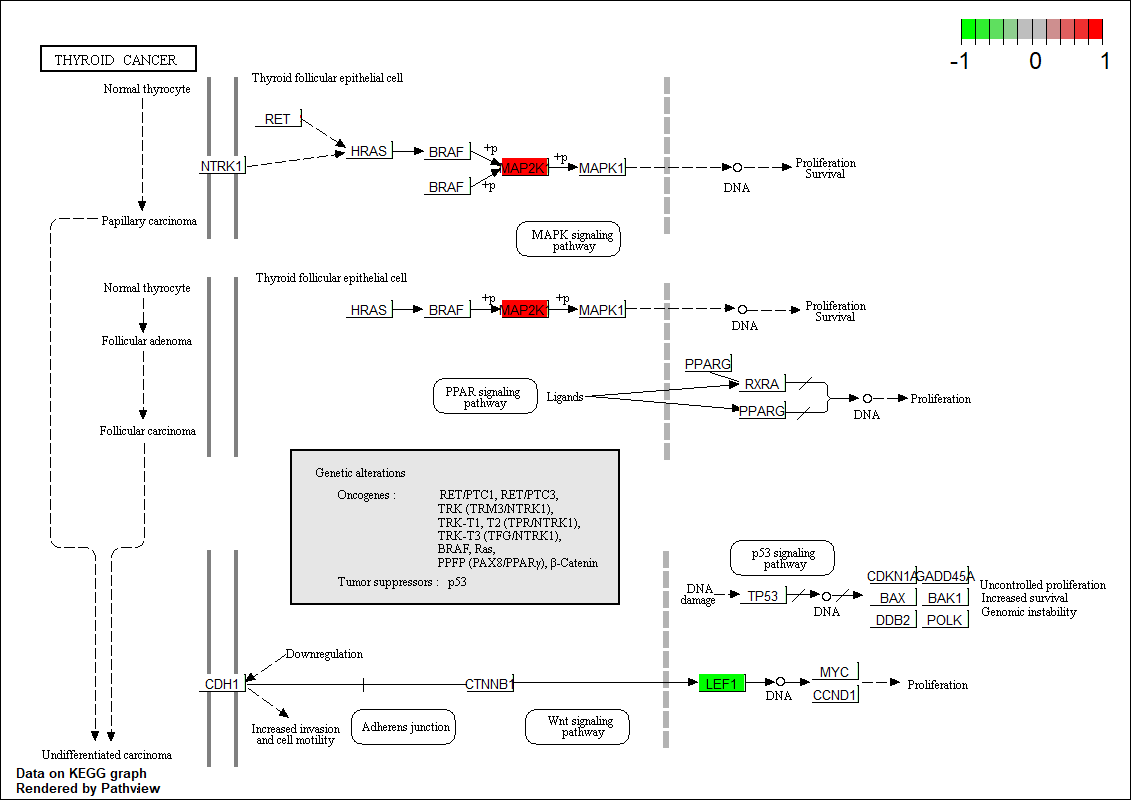 -1 0 1
THYROID CANCER
Normal thyrocyte
Papillary carcinoma
Thyroid follicular epithelial cell
RET
NTRK1
HRAS
BRAF
+p
BRAF
+p
MAP2K1
+p
MAPK1
DNA
Proliferation
Survival
MAPK signaling
pathway
Normal thyrocyte
Follicular adenoma
Follicular carcinoma
Thyroid follicular epithelial cell
HRAS
BRAF
+p
MAP2K1
+p
MAPK1
DNA
Proliferation
Survival
PPAR signaling
pathway
Ligands
PPARG
RXRA
PPARG
DNA
Proliferation
Genetic alterations
Oncogenes :
RET/PTC1, RET/PTC3,
TRK (TRM3/NTRK1),
TRK-T1, T2 (TPR/NTRK1),
TRK-T3 (TFG/NTRK1),
BRAF, Ras,
PPFP (PAX8/PPARγ), β-Catenin
Tumor suppressors : p53
p53 signaling
pathway
DNA
damage
TP53
DNA
CDKN1A GADD45A
BAX BAK1
DDB2 POLK
Uncontrolled proliferation
Increased survival
Genomic instability
Downregulation
CDH1
CTNNB1
LEF1
DNA
MYC
CCND1
Proliferation
Increased invasion
and cell motility
Adherens junction
Wnt signaling
pathway
Undifferentiated carcinoma
Data on KEGG graph
Rendered by Pathview